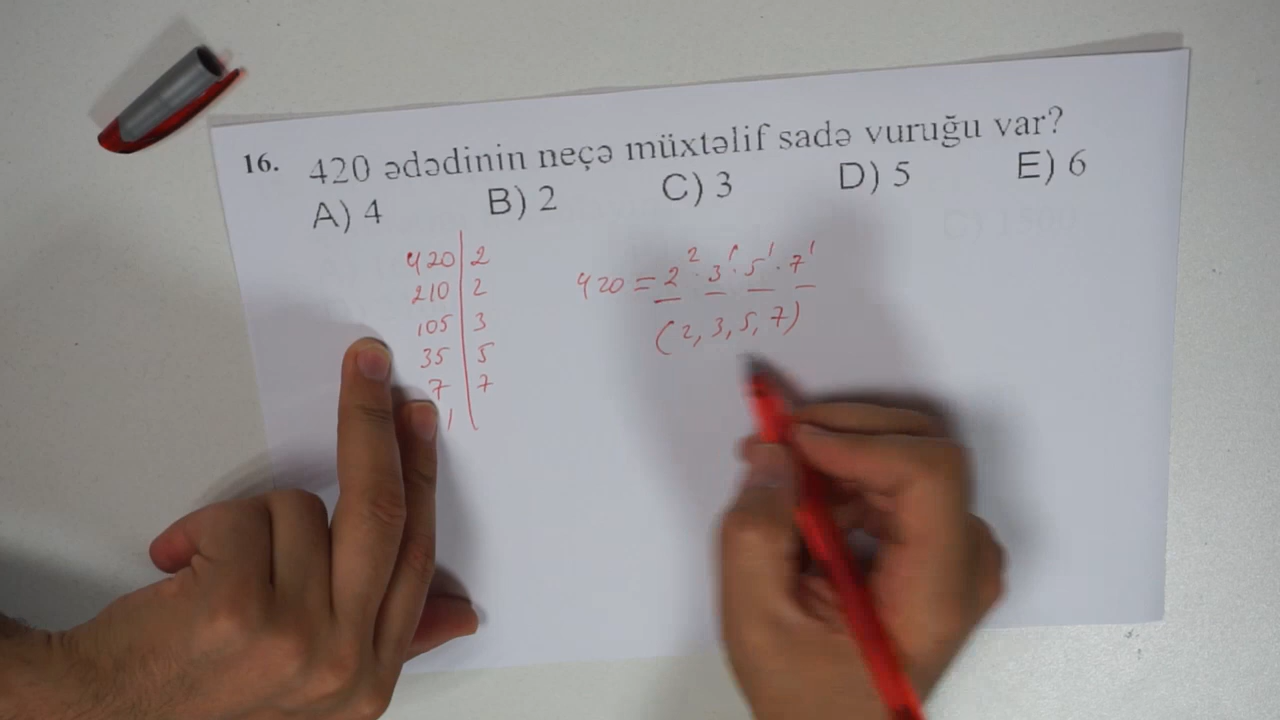 16. 420 ədədinin neçə müxtəlif sadə vuruğu var?
A) 4 B) 2 C) 3 D) 5 E) 6
420 | 2
210 | 2
105 | 3
35 | 5
7 | 7
1 |
420 = 2² · 3¹ · 5¹ · 7¹
(2, 3, 5, 7)